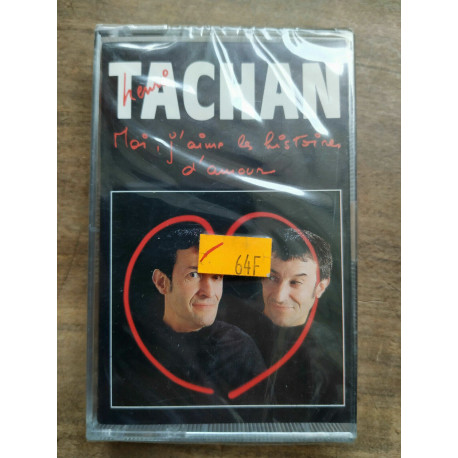 henri
TACHAN
Moi, j'aime les histoires
d'amour
64F